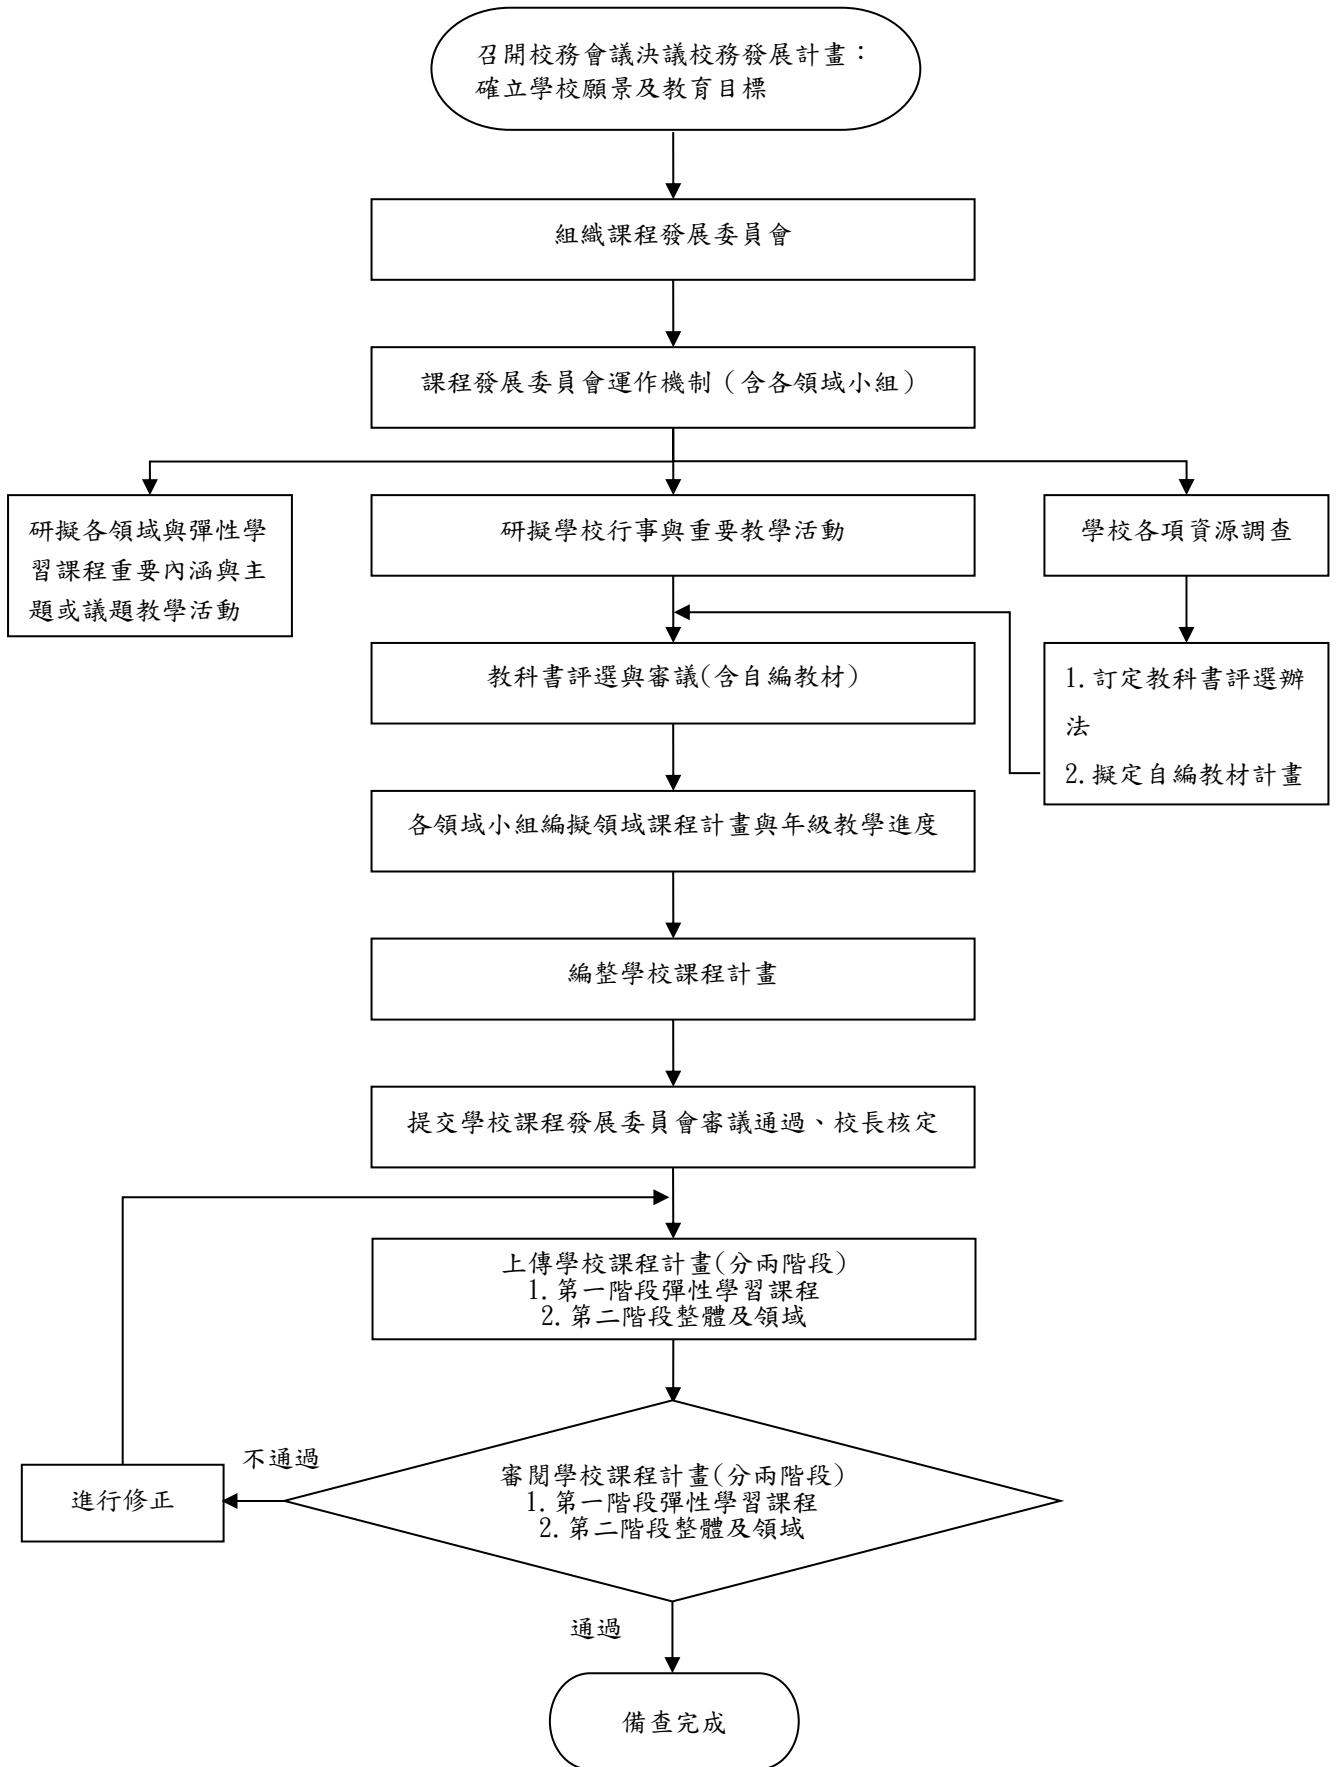 召開校務會議決議校務發展計畫：
確立學校願景及教育目標
組織課程發展委員會
課程發展委員會運作機制（含各領域小組）
研擬各領域與彈性學
習課程重要內涵與主
題或議題教學活動
研擬學校行事與重要教學活動
學校各項資源調查
教科書評選與審議(含自編教材)
1.訂定教科書評選辦
法
2.擬定自編教材計畫
各領域小組編擬領域課程計畫與年級教學進度
編整學校課程計畫
提交學校課程發展委員會審議通過、校長核定
上傳學校課程計畫(分兩階段)
1.第一階段彈性學習課程
2.第二階段整體及領域
不通過
進行修正
審閱學校課程計畫(分兩階段)
1.第一階段彈性學習課程
2.第二階段整體及領域
通過
備查完成